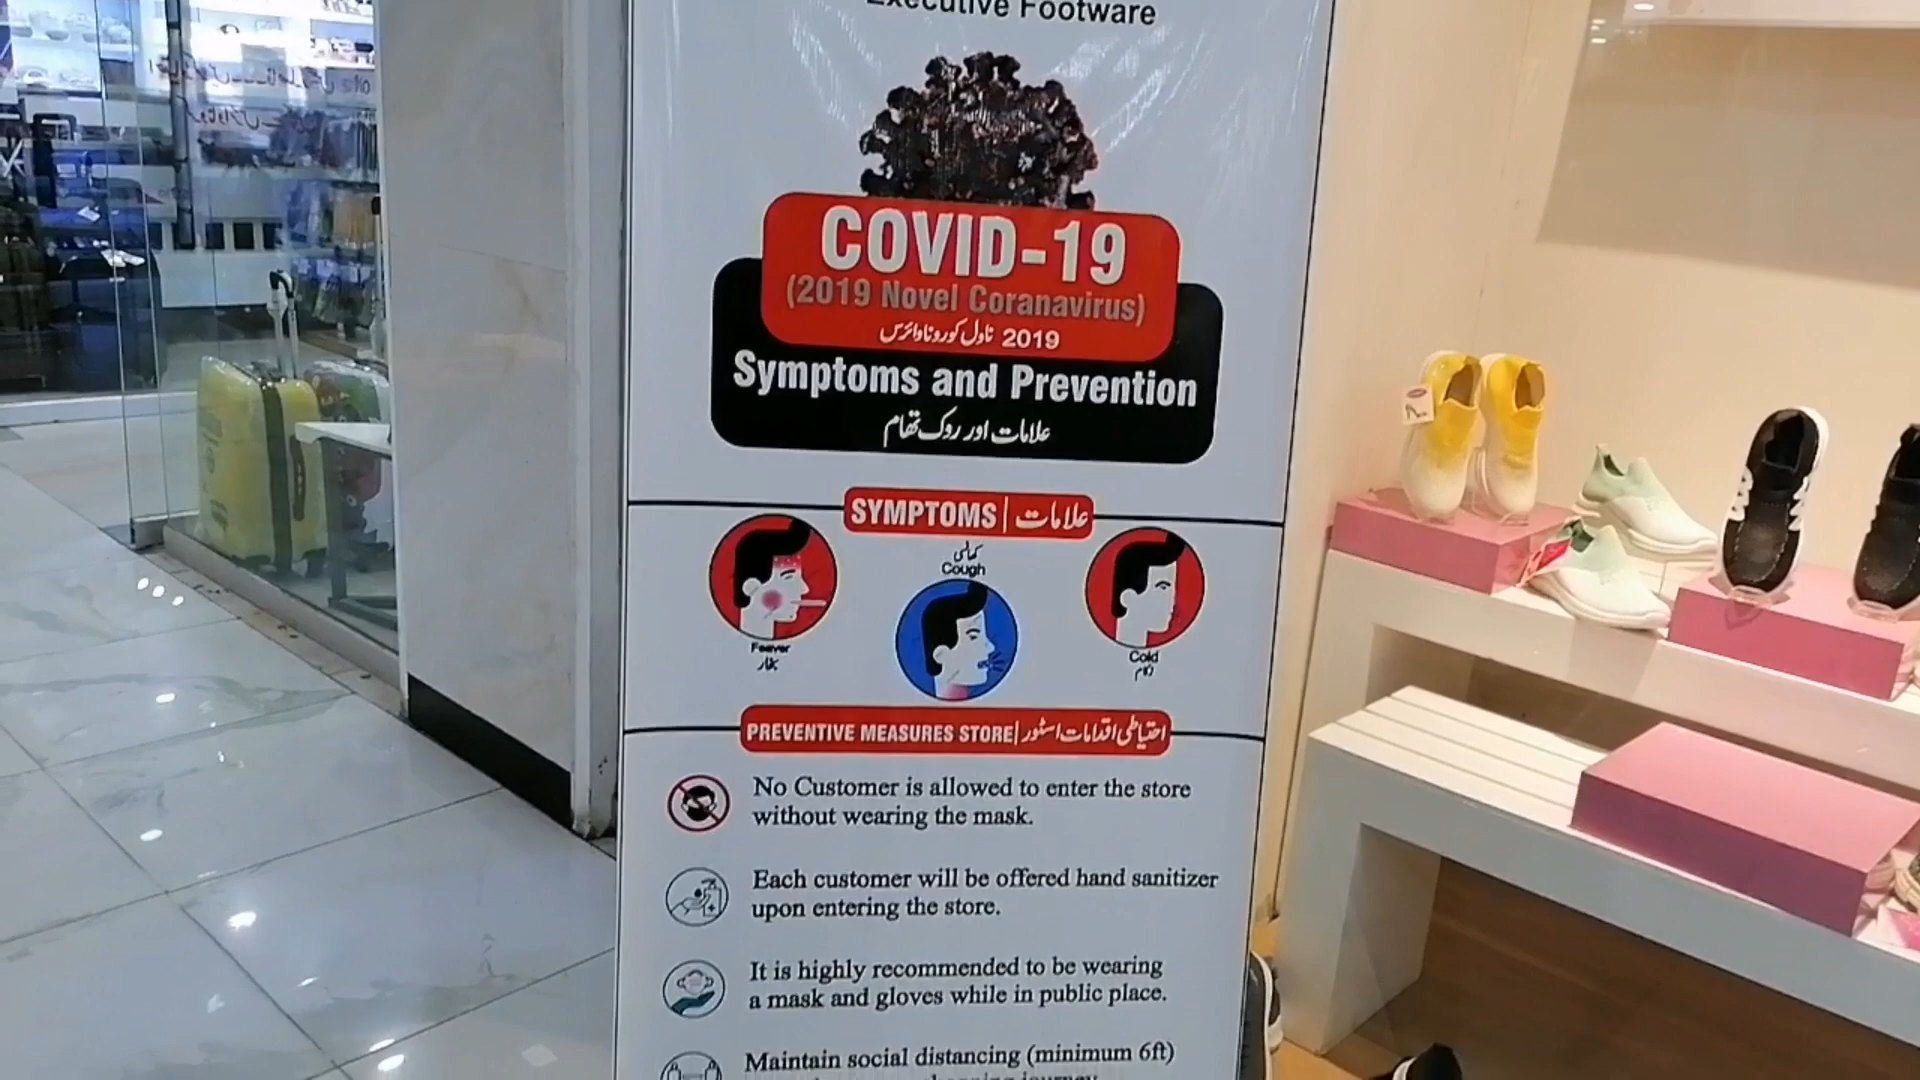 Executive Footware
COVID-19
(2019 Novel Coranavirus)
2019 ناول کورونا وائرس
Symptoms and Prevention
علامات اور روک تھام
SYMPTOMS | علامات
کھانسی
Cough
Feaver
بخار
Cold
زکام
PREVENTIVE MEASURES STORE| احتیاطی اقدامات اسٹور
No Customer is allowed to enter the store
without wearing the mask.
Each customer will be offered hand sanitizer
upon entering the store.
It is highly recommended to be wearing
a mask and gloves while in public place.
Maintain social distancing (minimum 6ft)